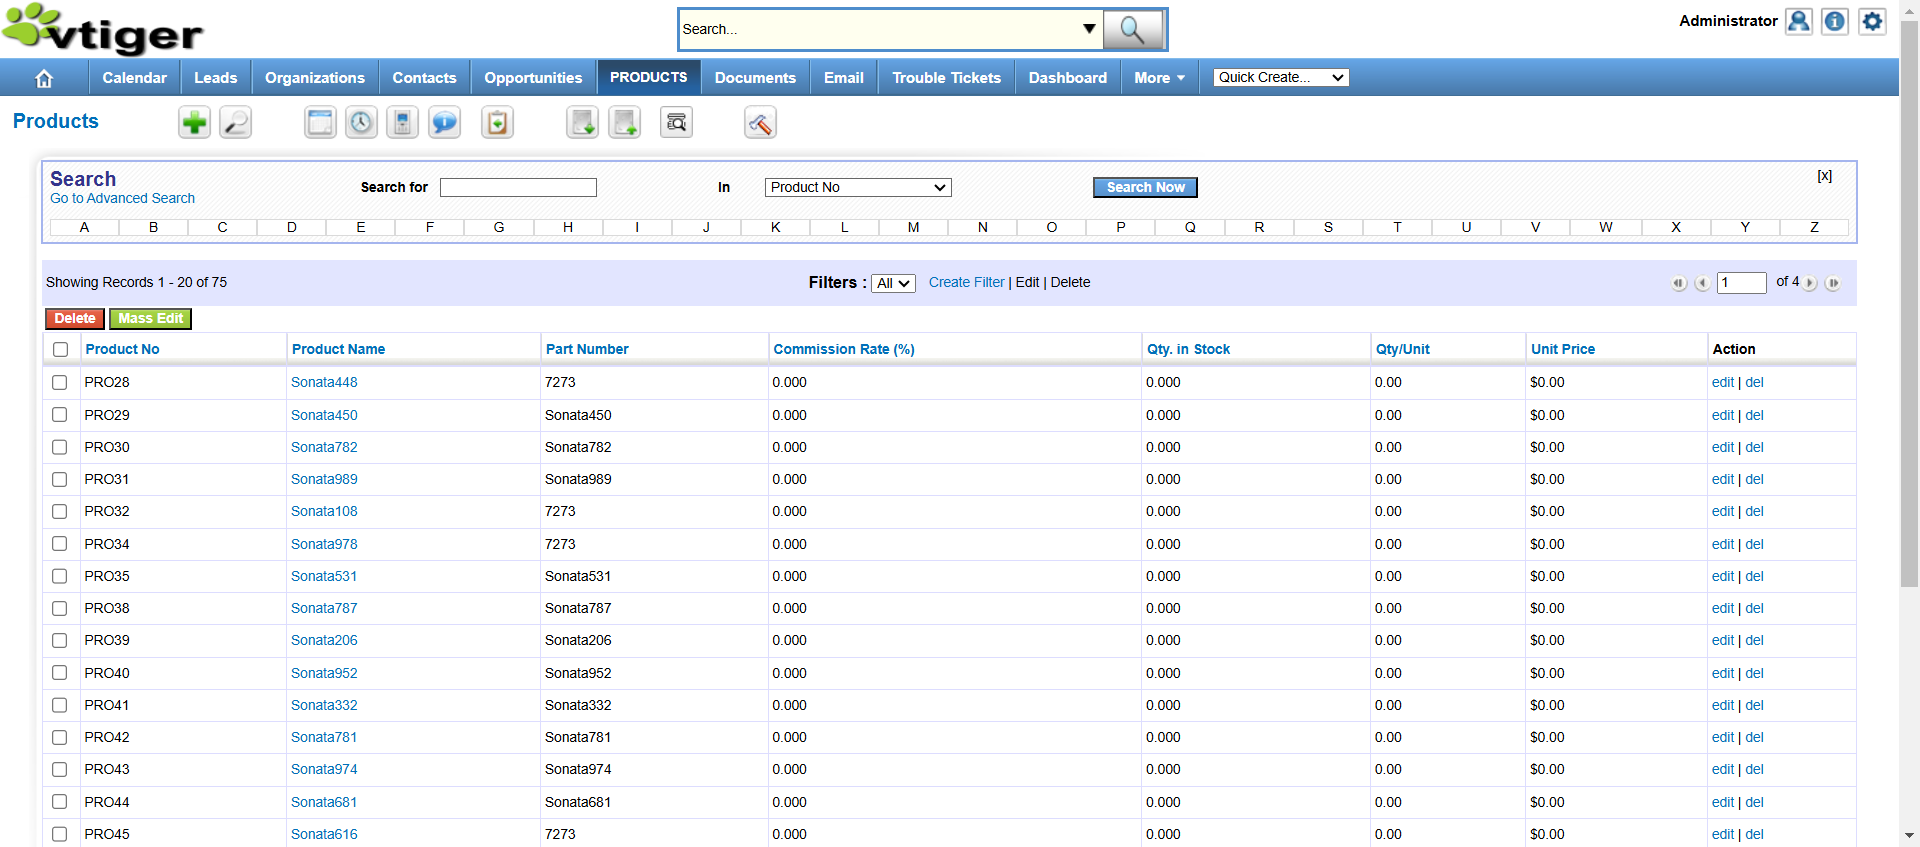 vtiger
Search...
Administrator
Calendar Leads Organizations Contacts Opportunities PRODUCTS Documents Email Trouble Tickets Dashboard More Quick Create...
Products
Search
Go to Advanced Search
Search for In Product No Search Now [x]
A B C D E F G H I J K L M N O P Q R S T U V W X Y Z
Showing Records 1 - 20 of 75 Filters : All Create Filter | Edit | Delete 1 of 4
Delete Mass Edit
Product No Product Name Part Number Commission Rate (%) Qty. in Stock Qty/Unit Unit Price Action
PRO28 Sonata448 7273 0.000 0.000 0.00 $0.00 edit | del
PRO29 Sonata450 Sonata450 0.000 0.000 0.00 $0.00 edit | del
PRO30 Sonata782 Sonata782 0.000 0.000 0.00 $0.00 edit | del
PRO31 Sonata989 Sonata989 0.000 0.000 0.00 $0.00 edit | del
PRO32 Sonata108 7273 0.000 0.000 0.00 $0.00 edit | del
PRO34 Sonata978 7273 0.000 0.000 0.00 $0.00 edit | del
PRO35 Sonata531 Sonata531 0.000 0.000 0.00 $0.00 edit | del
PRO38 Sonata787 Sonata787 0.000 0.000 0.00 $0.00 edit | del
PRO39 Sonata206 Sonata206 0.000 0.000 0.00 $0.00 edit | del
PRO40 Sonata952 Sonata952 0.000 0.000 0.00 $0.00 edit | del
PRO41 Sonata332 Sonata332 0.000 0.000 0.00 $0.00 edit | del
PRO42 Sonata781 Sonata781 0.000 0.000 0.00 $0.00 edit | del
PRO43 Sonata974 Sonata974 0.000 0.000 0.00 $0.00 edit | del
PRO44 Sonata681 Sonata681 0.000 0.000 0.00 $0.00 edit | del
PRO45 Sonata616 7273 0.000 0.000 0.00 $0.00 edit | del